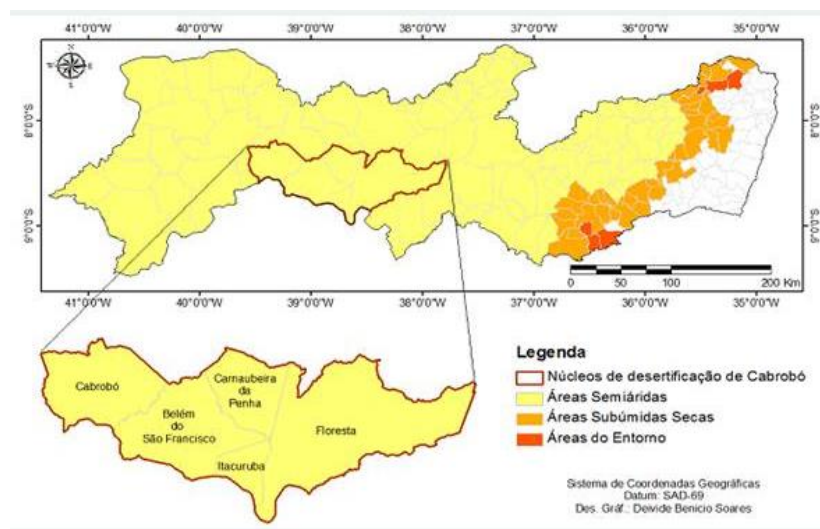 41°0'0"W 40°0'0"W 39°0'0"W 38°0'0"W 37°0'0"W 36°0'0"W 35°0'0"W
N
W E
S
8°0'0"S 8°0'0"S
9°0'0"S 9°0'0"S
0 50 100 200 Km
41°0'0"W 40°0'0"W 39°0'0"W 38°0'0"W 37°0'0"W 36°0'0"W 35°0'0"W
Cabrobó
Carnaubeira
da
Penha
Belém
do
São Francisco
Floresta
Itacuruba
Legenda
Núcleos de desertificação de Cabrobó
Áreas Semiáridas
Áreas Subúmidas Secas
Áreas do Entorno
Sistema de Coordenadas Geográficas
Datum: SAD-69
Des. Gráf.: Deivide Benicio Soares